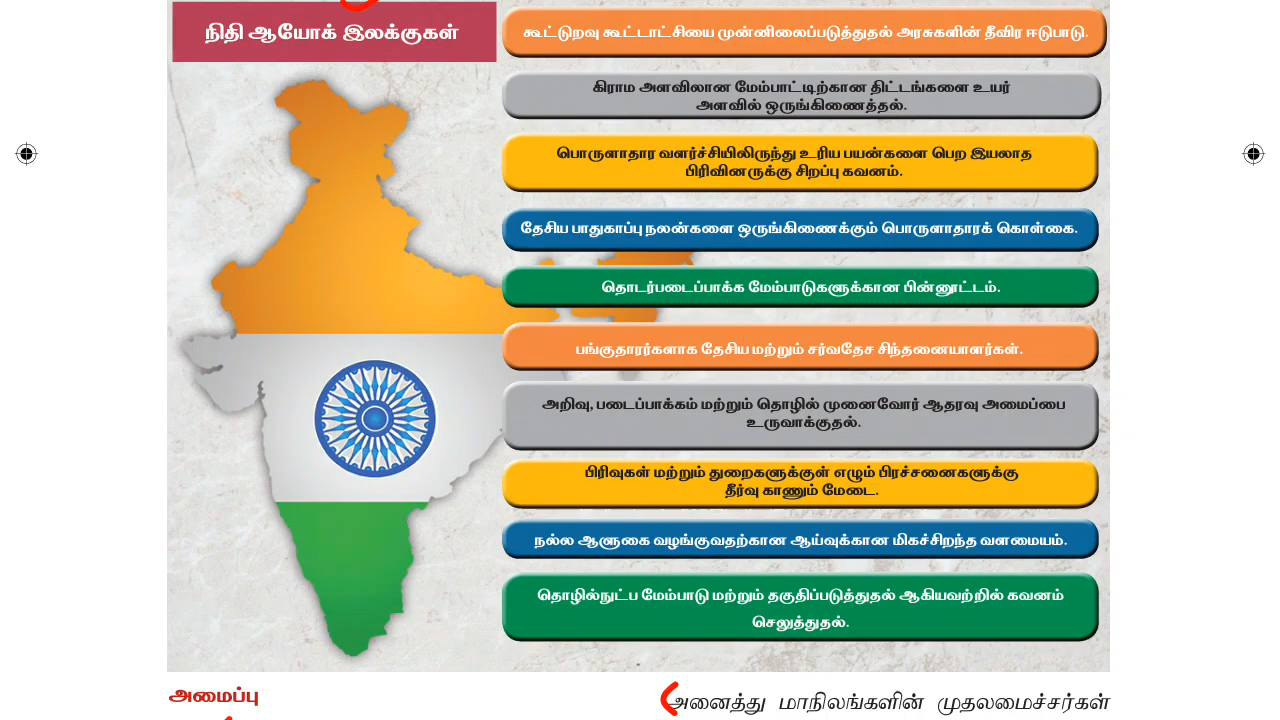 நிதி ஆயோக் இலக்குகள்
கூட்டுறவு கூட்டாட்சியை முன்னிலைப்படுத்துதல் அரசுகளின் தீவிர ஈடுபாடு.
கிராம அளவிலான மேம்பாட்டிற்கான திட்டங்களை உயர்
அளவில் ஒருங்கிணைத்தல்.
பொருளாதார வளர்ச்சியிலிருந்து உரிய பயன்களை பெற இயலாத
பிரிவினருக்கு சிறப்பு கவனம்.
தேசிய பாதுகாப்பு நலன்களை ஒருங்கிணைக்கும் பொருளாதாரக் கொள்கை.
தொடர்படைப்பாக்க மேம்பாடுகளுக்கான பின்னூட்டம்.
பங்குதாரர்களாக தேசிய மற்றும் சர்வதேச சிந்தனையாளர்கள்.
அறிவு, படைப்பாக்கம் மற்றும் தொழில் முனைவோர் ஆதரவு அமைப்பை
உருவாக்குதல்.
பிரிவுகள் மற்றும் துறைகளுக்குள் எழும் பிரச்சனைகளுக்கு
தீர்வு காணும் மேடை.
நல்ல ஆளுகை வழங்குவதற்கான ஆய்வுக்கான மிகச்சிறந்த வளமையம்.
தொழில்நுட்ப மேம்பாடு மற்றும் தகுதிப்படுத்துதல் ஆகியவற்றில் கவனம்
செலுத்துதல்.
அமைப்பு
அனைத்து மாநிலங்களின் முதலமைச்சர்கள்